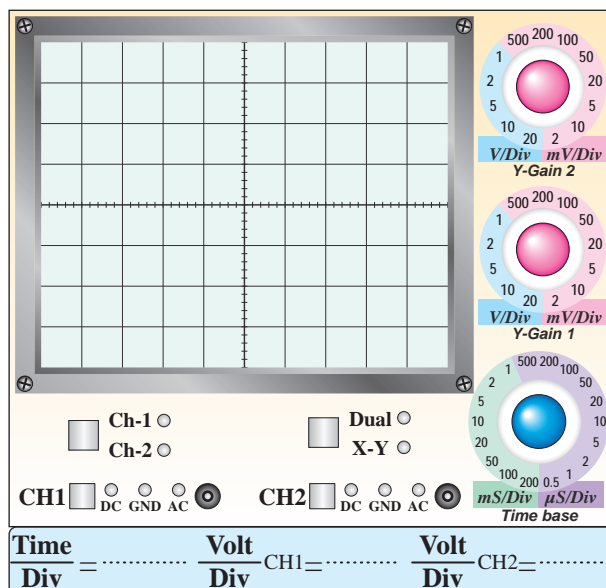 500 200 100
1 50
2 20
5 10
10 2
20
V/Div mV/Div
Y-Gain 2
500 200 100
1 50
2 20
5 10
10 2
20
V/Div mV/Div
Y-Gain 1
500 200
1 100
2 50
5 20
10 10
20 5
50 2
100 1
200 0.5
mS/Div µS/Div
Time base
Ch-1
Ch-2
Dual
X-Y
CH1 DC GND AC
CH2 DC GND AC
Time/Div = ............ Volt/Div CH1= ............ Volt/Div CH2= ............